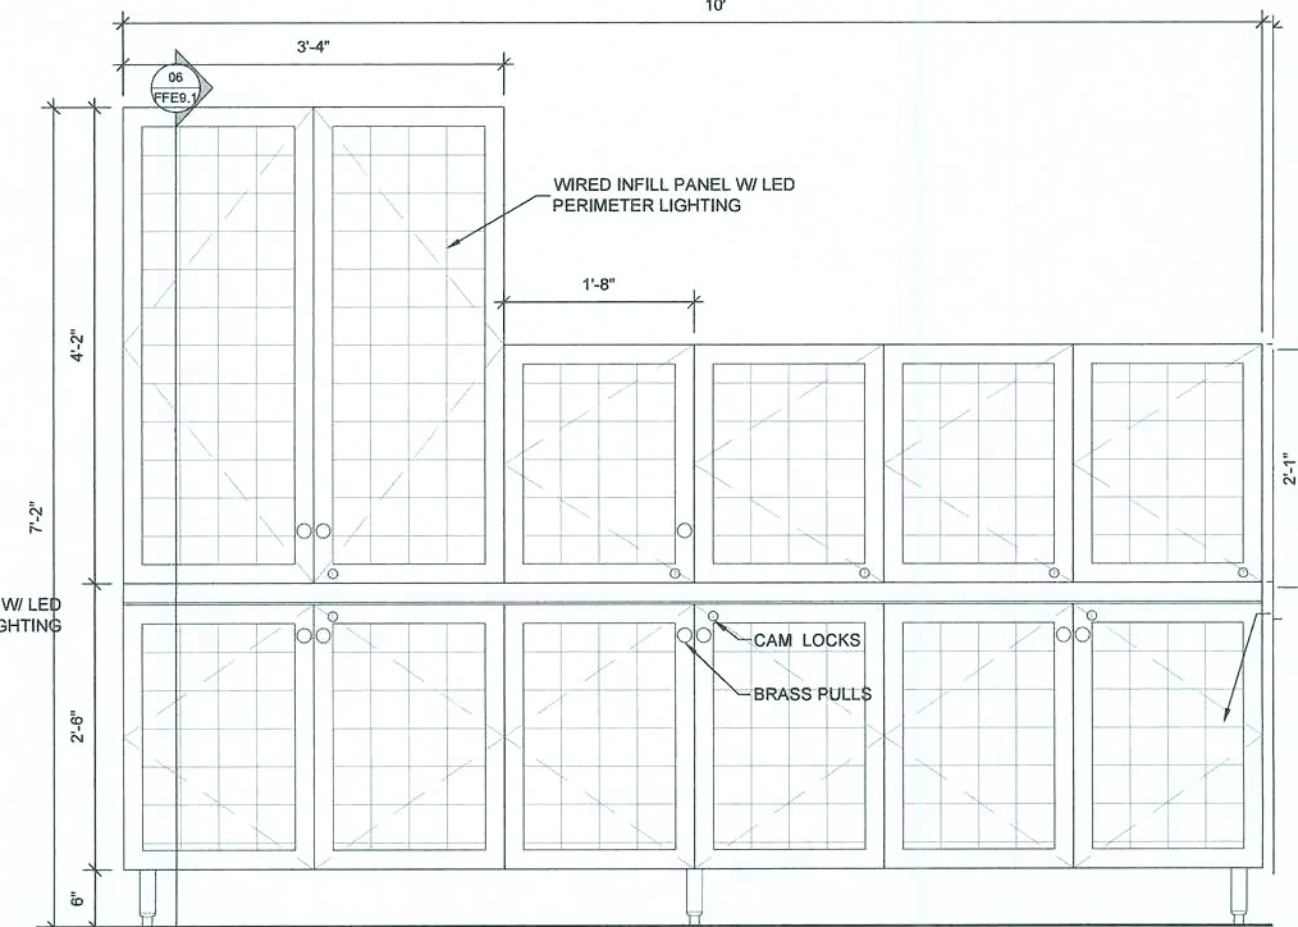 10'
3'-4"
06
FFE9.1
WIRED INFILL PANEL W/ LED
PERIMETER LIGHTING
1'-8"
4'-2"
2'-1"
7'-2"
W/ LED
GHTING
CAM LOCKS
BRASS PULLS
2'-6"
6"